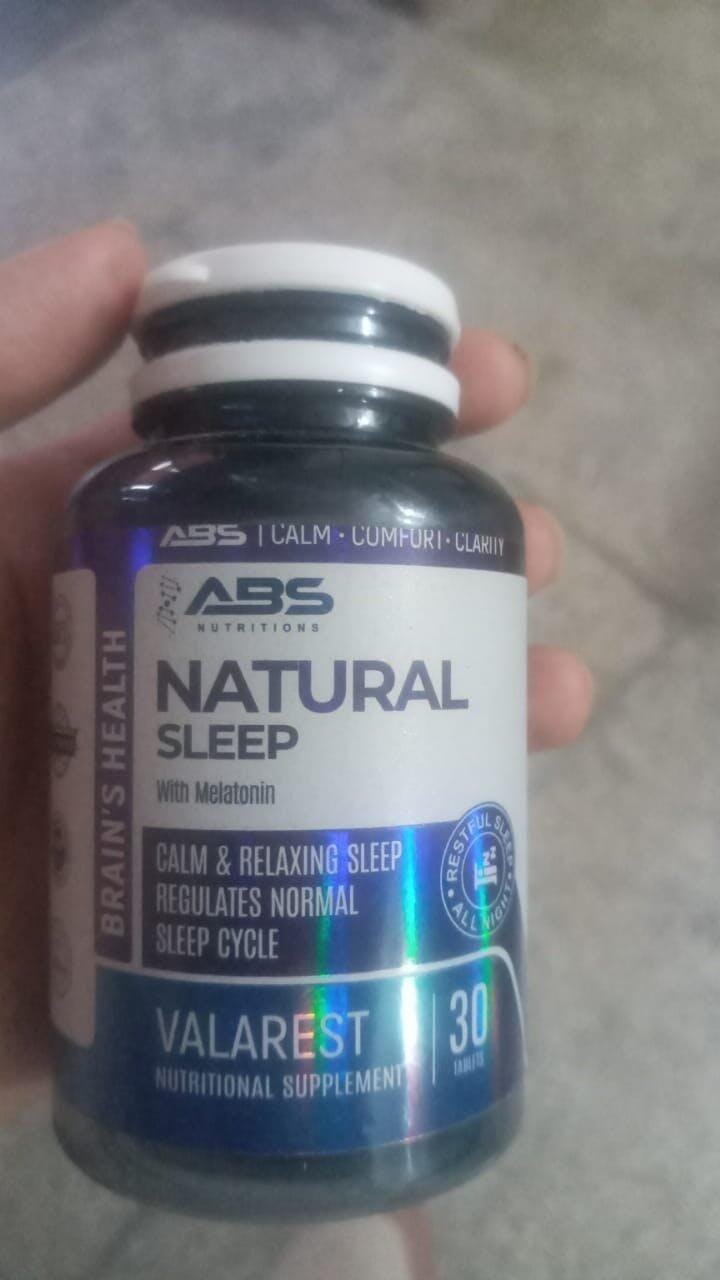 ABS | CALM · COMFORT · CLARITY
ABS
NUTRITIONS
NATURAL
SLEEP
With Melatonin
BRAIN'S HEALTH
CALM & RELAXING SLEEP
REGULATES NORMAL
SLEEP CYCLE
RESTFUL SLEEP
ZZ
• ALL NIGHT •
VALAREST
NUTRITIONAL SUPPLEMENT
30
TABLETS